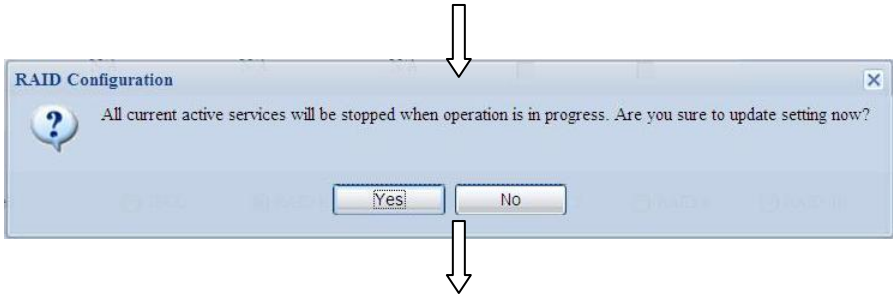 RAID Configuration
All current active services will be stopped when operation is in progress. Are you sure to update setting now?
Yes
No